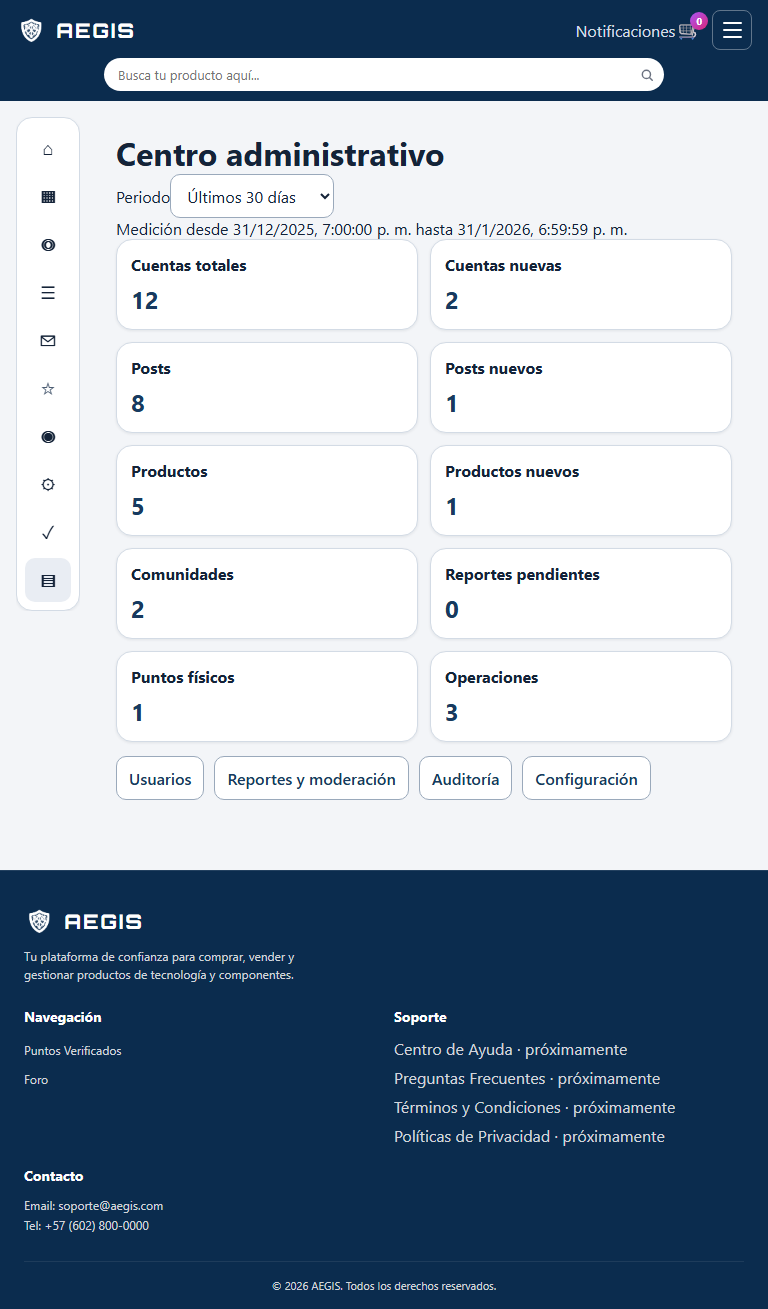 AEGIS
Notificaciones 0
Busca tu producto aquí...
Centro administrativo
Periodo Últimos 30 días
Medición desde 31/12/2025, 7:00:00 p. m. hasta 31/1/2026, 6:59:59 p. m.
Cuentas totales
12
Cuentas nuevas
2
Posts
8
Posts nuevos
1
Productos
5
Productos nuevos
1
Comunidades
2
Reportes pendientes
0
Puntos físicos
1
Operaciones
3
Usuarios
Reportes y moderación
Auditoría
Configuración
AEGIS
Tu plataforma de confianza para comprar, vender y
gestionar productos de tecnología y componentes.
Navegación
Puntos Verificados
Foro
Soporte
Centro de Ayuda · próximamente
Preguntas Frecuentes · próximamente
Términos y Condiciones · próximamente
Políticas de Privacidad · próximamente
Contacto
Email: soporte@aegis.com
Tel: +57 (602) 800-0000
© 2026 AEGIS. Todos los derechos reservados.